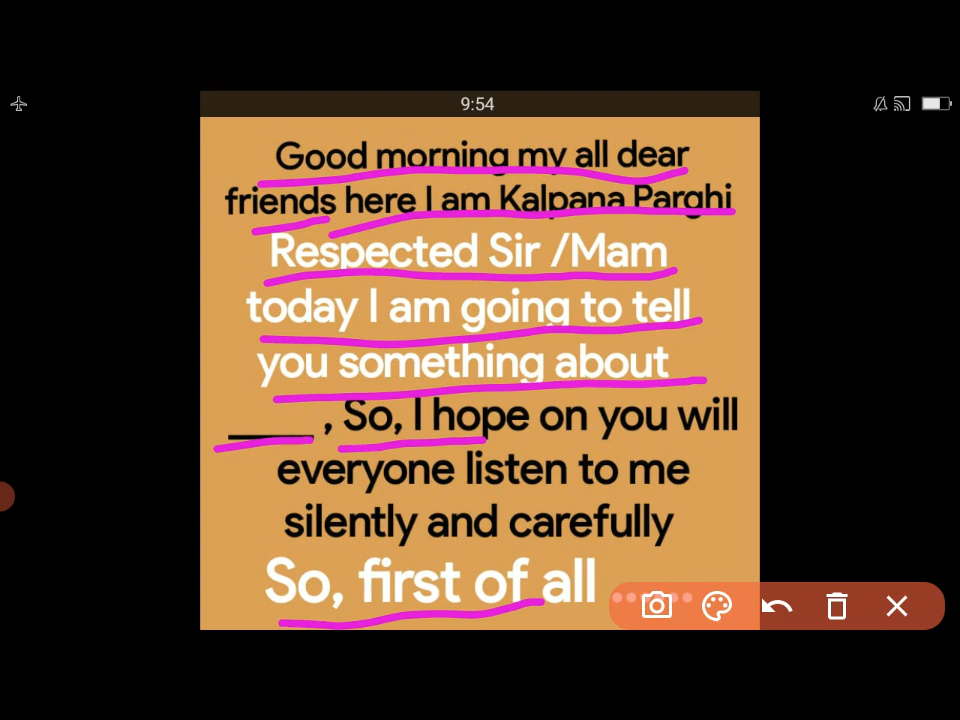 9:54
Good morning my all dear
friends here I am Kalpana Parghi
Respected Sir /Mam
today I am going to tell
you something about
____ , So, I hope on you will
everyone listen to me
silently and carefully
So, first of all